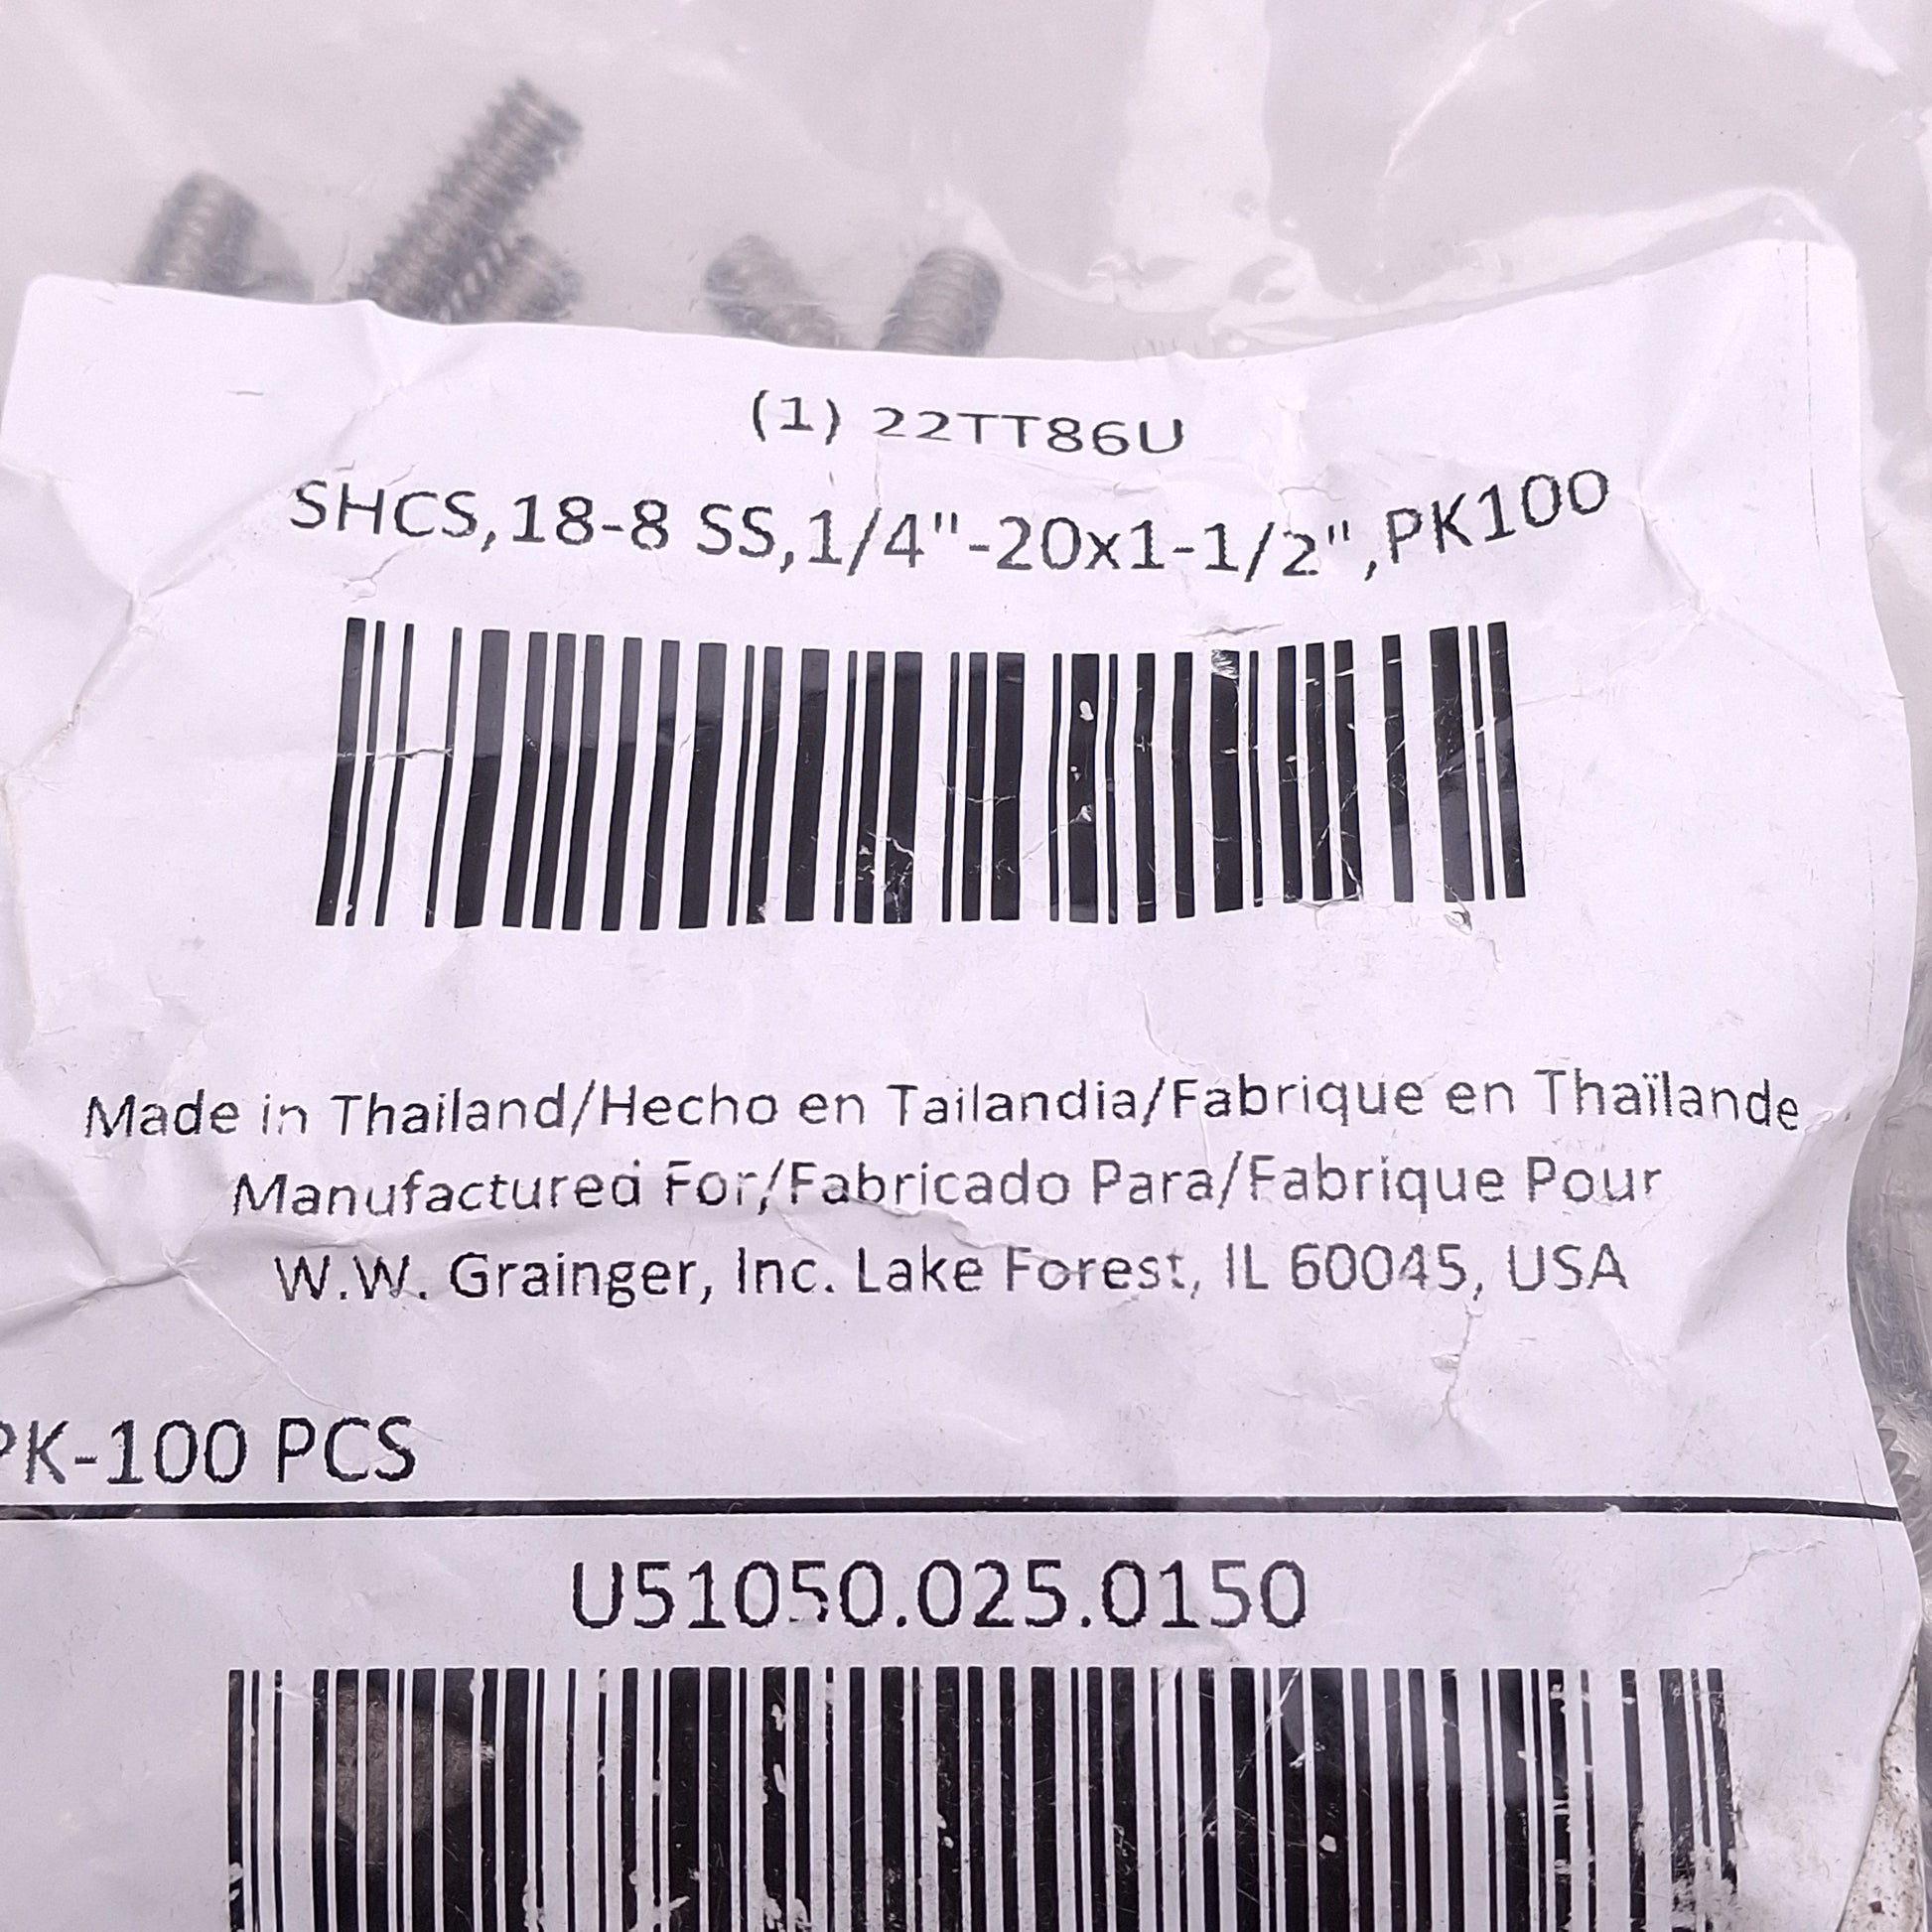 (1) 22TT86U
SHCS,18-8 SS,1/4"-20x1-1/2",PK100
Made in Thailand/Hecho en Tailandia/Fabrique en Thaïlande
Manufactured For/Fabricado Para/Fabrique Pour
W.W. Grainger, Inc. Lake Forest, IL 60045, USA
PK-100 PCS
U51050.025.0150